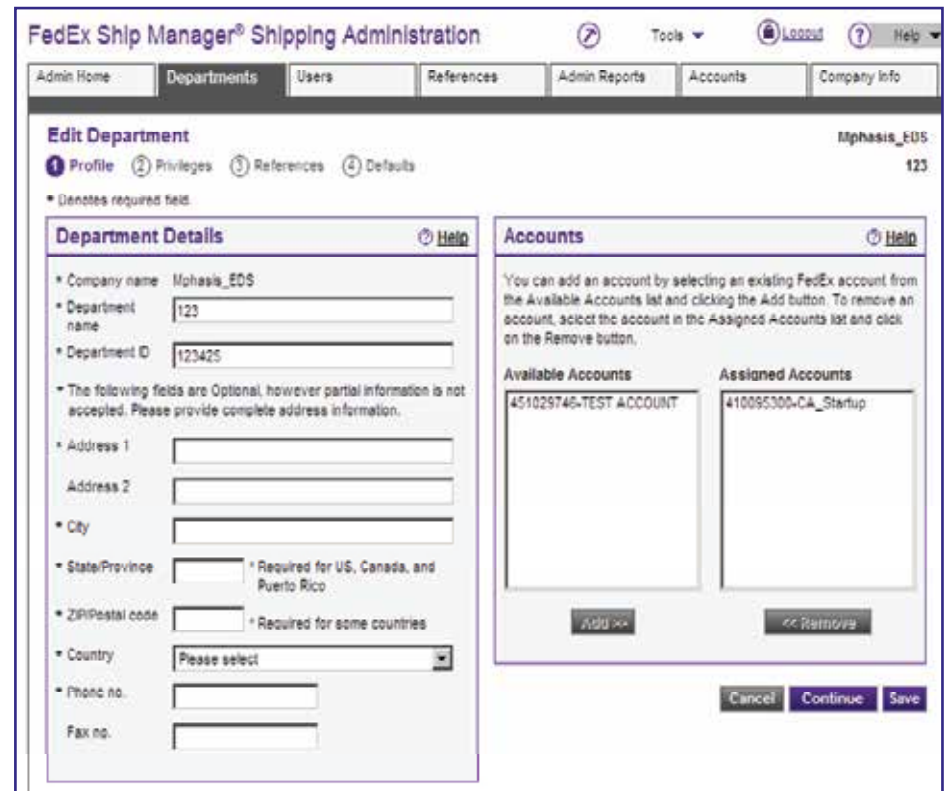 FedEx Ship Manager® Shipping Administration
Tools
Logout
? Help
Admin Home
Departments
Users
References
Admin Reports
Accounts
Company Info
Edit Department
Mphasis_EDS
1 Profile 2 Privileges 3 References 4 Defaults
123
* Denotes required field.
Department Details
? Help
* Company name Mphasis_EDS
* Department
name
123
* Department ID
123425
* The following fields are Optional, however partial information is not
accepted. Please provide complete address information.
* Address 1
Address 2
* City
* State/Province
* Required for US, Canada, and
Puerto Rico
* ZIP/Postal code
* Required for some countries
* Country
Please select
* Phone no.
Fax no.
Accounts
? Help
You can add an account by selecting an existing FedEx account from
the Available Accounts list and clicking the Add button. To remove an
account, select the account in the Assigned Accounts list and click
on the Remove button.
Available Accounts
451029746-TEST ACCOUNT
Add >>
Assigned Accounts
410095300-CA_Startup
<< Remove
Cancel
Continue
Save